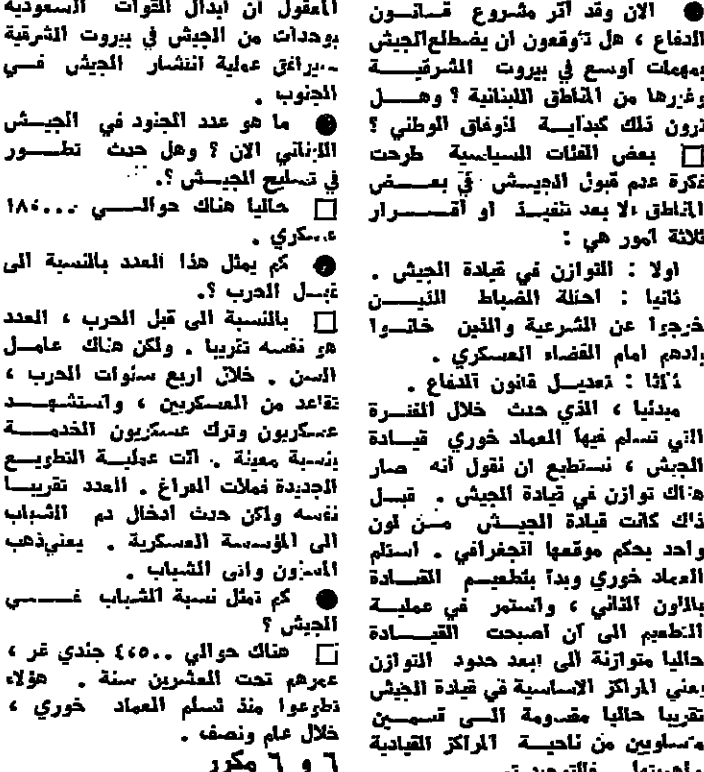 ● الان وقد اقر مشروع قانون
الدفاع ، هل تتوقعون ان يضطلع الجيش
بمهمات اوسع في بيروت الشرقية
وغيرها من المناطق اللبنانية ؟ وهل
ترون ذلك كبداية لتوفاق الوطني ؟
□ بعض الفئات السياسية طرحت
فكرة عدم قبول الجيش في بعض
المناطق الا بعد تنفيذ او اقرار
ثلاثة امور هي :
اولا : التوازن في قيادة الجيش .
ثانيا : احالة الضباط الذين
خرجوا عن الشرعية والذين خانوا
بلادهم امام القضاء العسكري .
ثالثا : تعديل قانون الدفاع .
مبدئيا ، الذي حدث خلال الفترة
التي تسلم فيها العماد خوري قيادة
الجيش ، نستطيع ان نقول انه صار
هناك توازن في قيادة الجيش . قبل
ذلك كانت قيادة الجيش من لون
واحد بحكم موقعها الجغرافي . استلم
العماد خوري وبدأ بتطعيم القيادة
باللون الثاني ، واستمر في عملية
التطعيم الى ان اصبحت القيادة
حاليا متوازنة الى ابعد حدود التوازن
يعني المراكز الاساسية في قيادة الجيش
تقريبا حاليا مقسومة الى قسمين
متساويين من ناحية المراكز القيادية
المعقول ان ابدال القوات السعودية
بوحدات من الجيش في بيروت الشرقية
سيرافق عملية انتشار الجيش في
الجنوب .
● ما هو عدد الجنود في الجيش
اللبناني الان ؟ وهل حدث تطور
في تسليح الجيش ؟.
□ حاليا هناك حوالي ١٨٠٠٠
عسكري .
● كم يمثل هذا العدد بالنسبة الى
قبل الحرب ؟.
□ بالنسبة الى قبل الحرب ، العدد
هو نفسه تقريبا . ولكن هناك عامل
السن . خلال اربع سنوات الحرب ،
تقاعد من العسكريين ، واستشهد
عسكريون وترك عسكريون الخدمة
بنسبة معينة . اتت عملية التطويع
الجديدة فملات الفراغ . العدد تقريبا
نفسه ولكن حدث ادخال دم الشباب
الى المؤسسة العسكرية . يعني ذهب
المسنون واتى الشباب .
● كم تمثل نسبة الشباب في
الجيش ؟
□ هناك حوالي ٤٥٠٠ جندي غر ،
عمرهم تحت العشرين سنة . هؤلاء
تطوعوا منذ تسلم العماد خوري ،
خلال عام ونصف .
٦ و ٦ مكرر